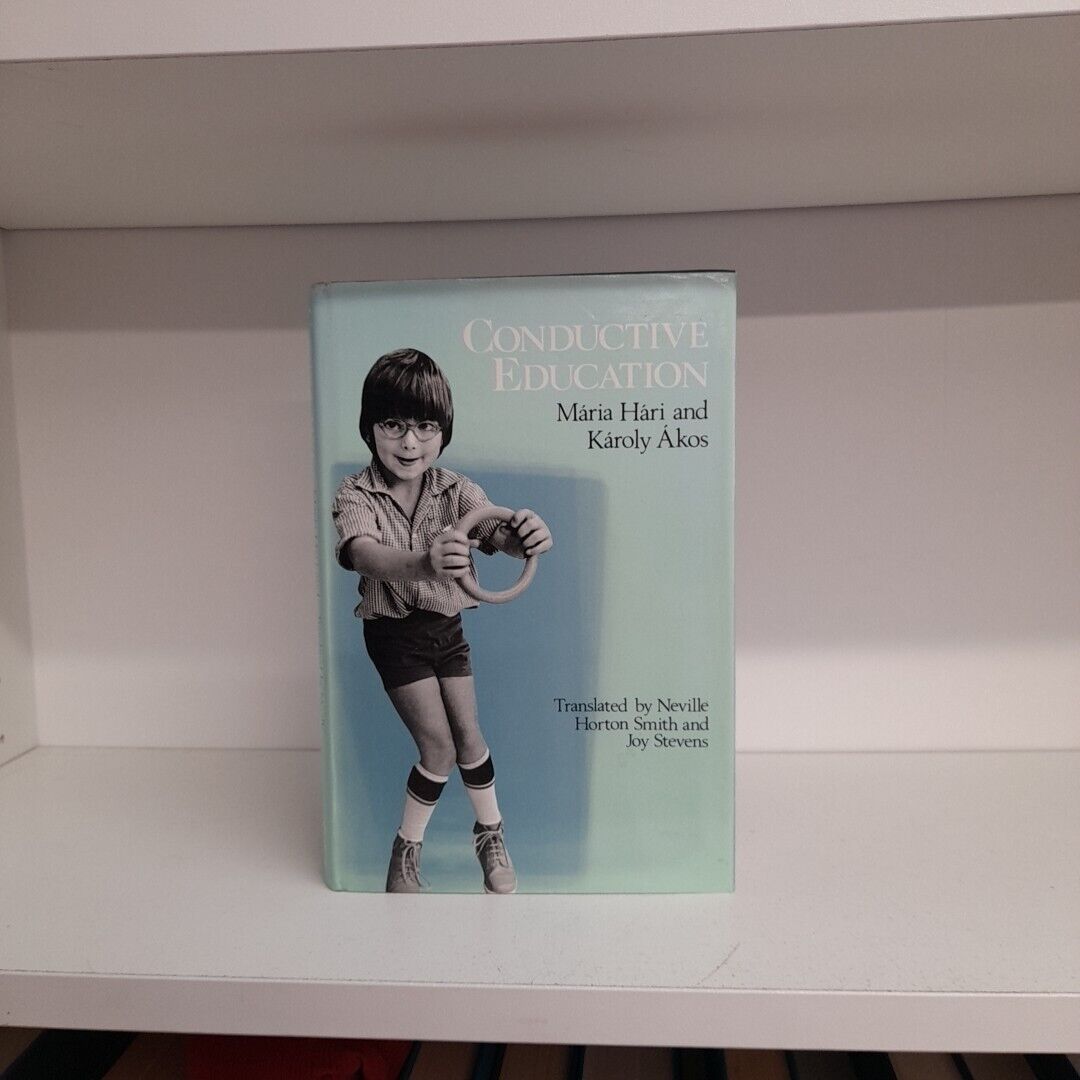 CONDUCTIVE
EDUCATION
Mária Hári and
Károly Ákos
Translated by Neville
Horton Smith and
Joy Stevens